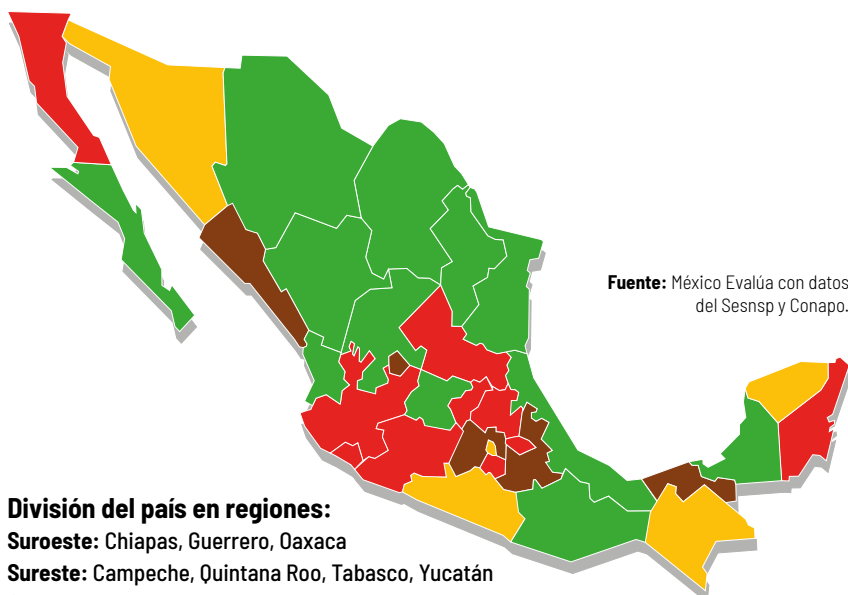 Fuente: México Evalúa con datos
del Sesnsp y Conapo.
División del país en regiones:
Suroeste: Chiapas, Guerrero, Oaxaca
Sureste: Campeche, Quintana Roo, Tabasco, Yucatán